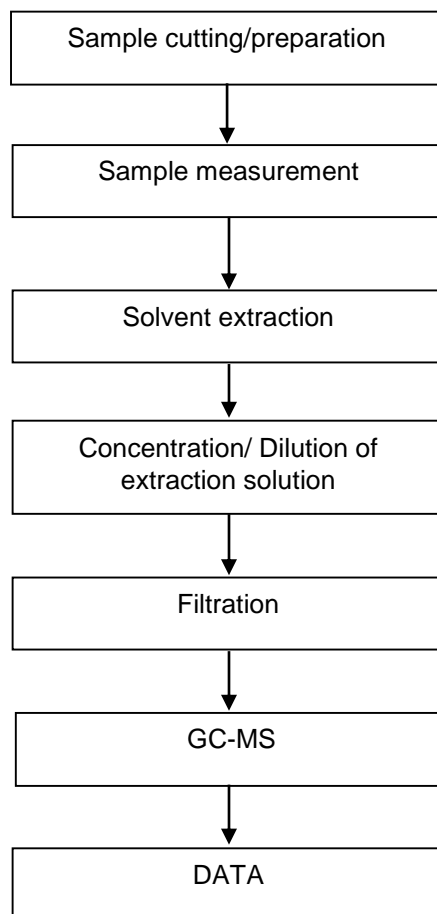 Sample cutting/preparation
Sample measurement
Solvent extraction
Concentration/ Dilution of
extraction solution
Filtration
GC-MS
DATA